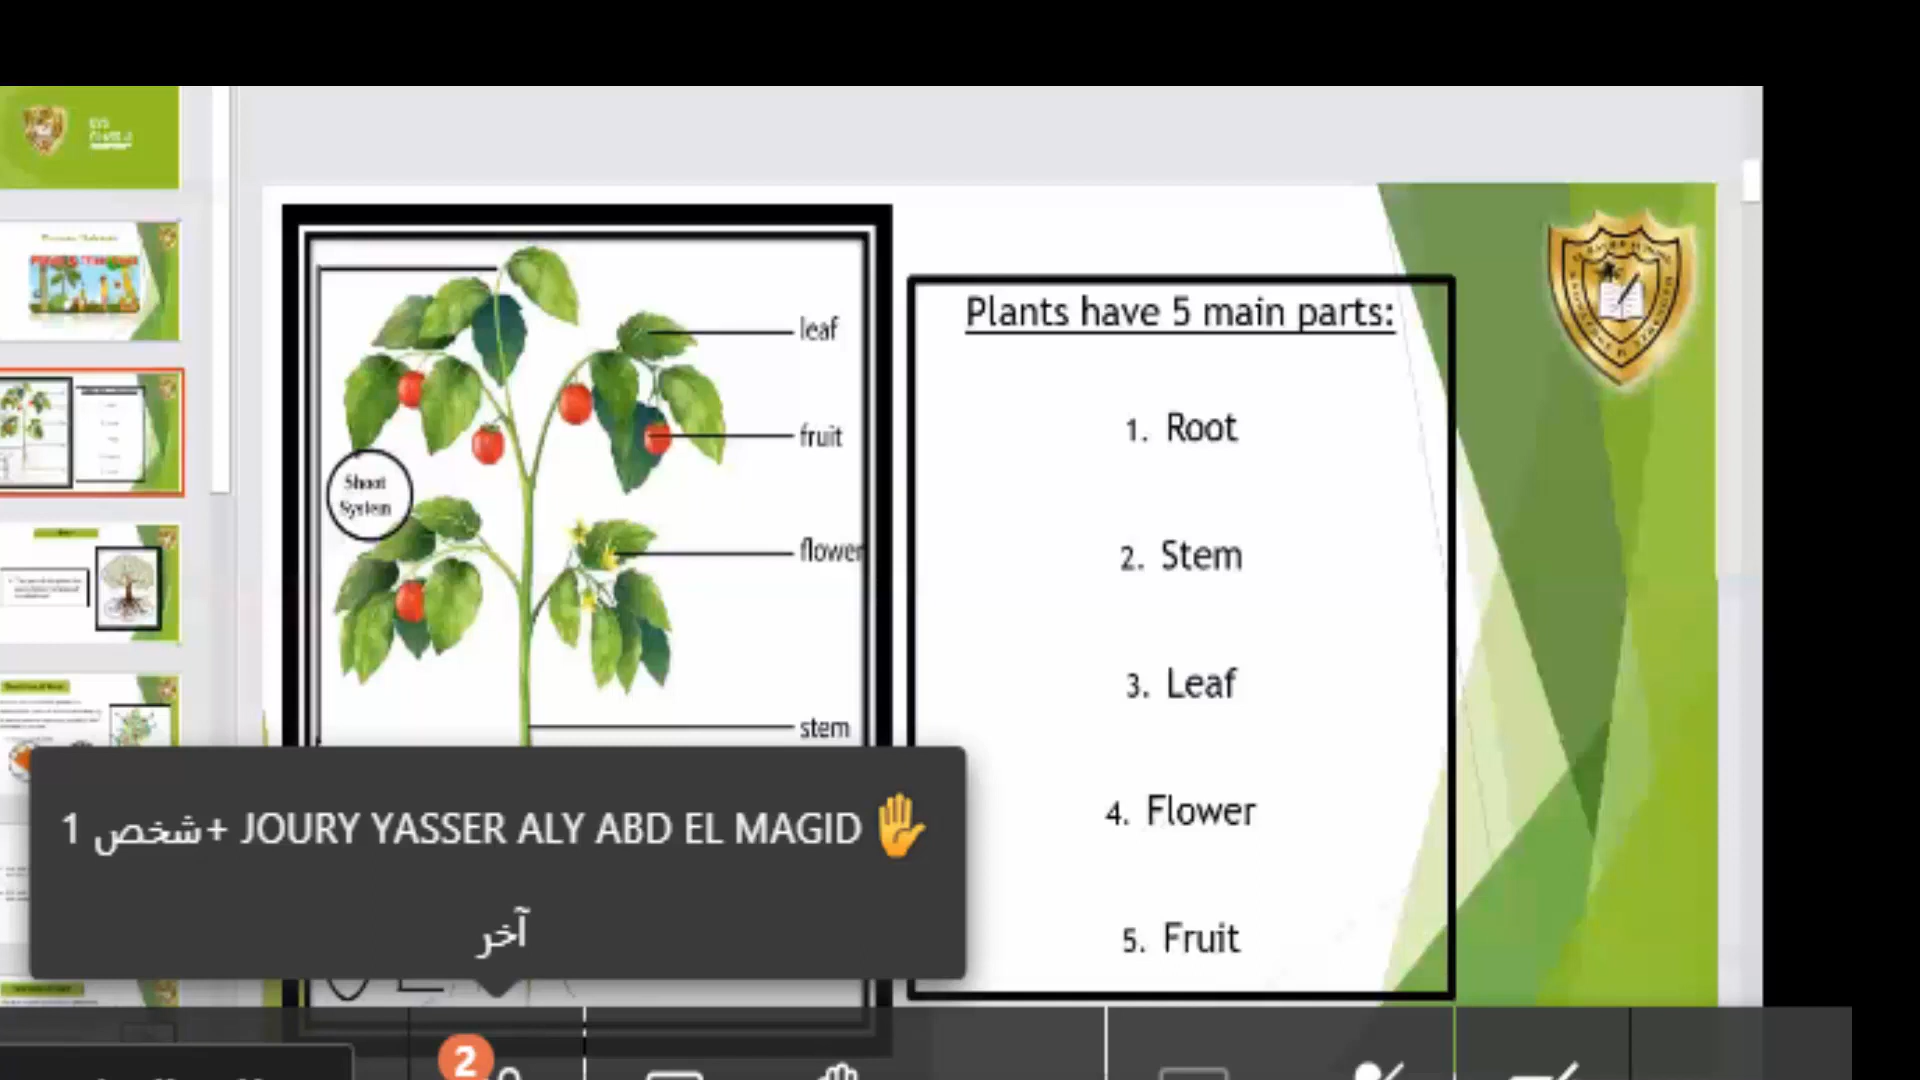 Plants have 5 main parts:
leaf
fruit
Shoot
System
flower
stem
1. Root
2. Stem
3. Leaf
4. Flower
5. Fruit
JOURY YASSER ALY ABD EL MAGID +شخص 1
آخر
2